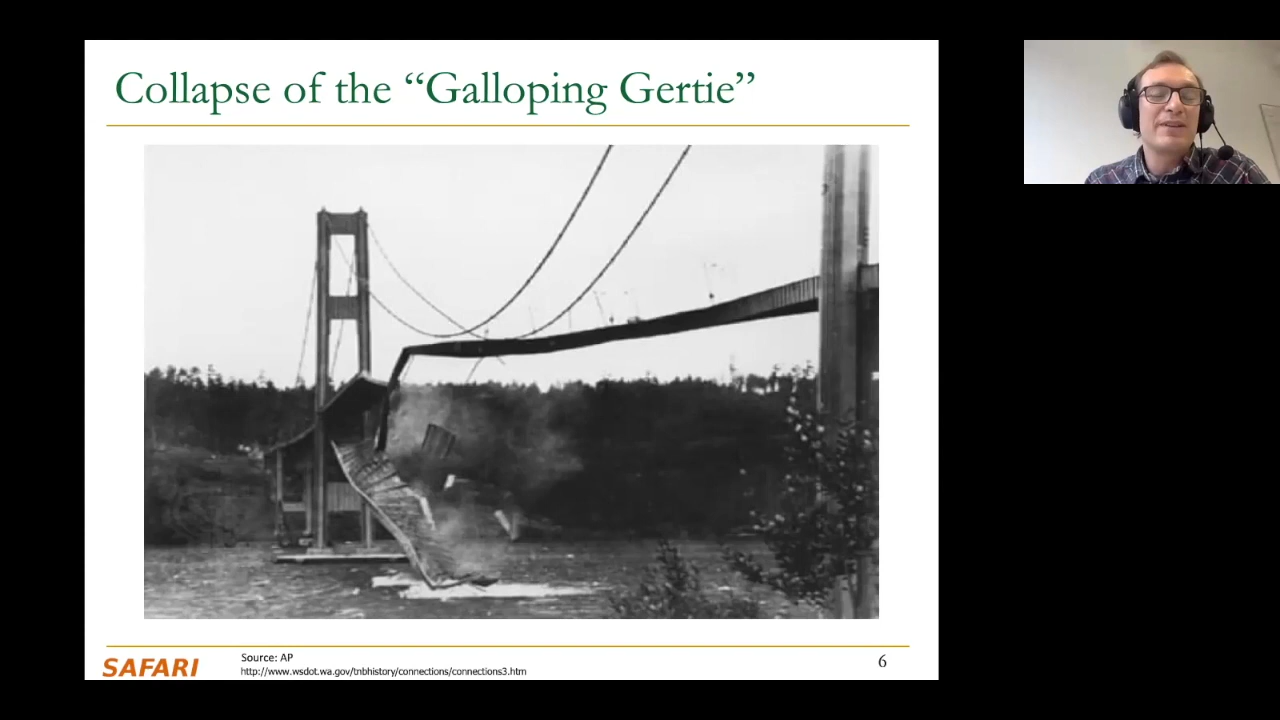 Collapse of the “Galloping Gertie”
SAFARI
Source: AP
http://www.wsdot.wa.gov/tnbhistory/connections/connections3.htm
6